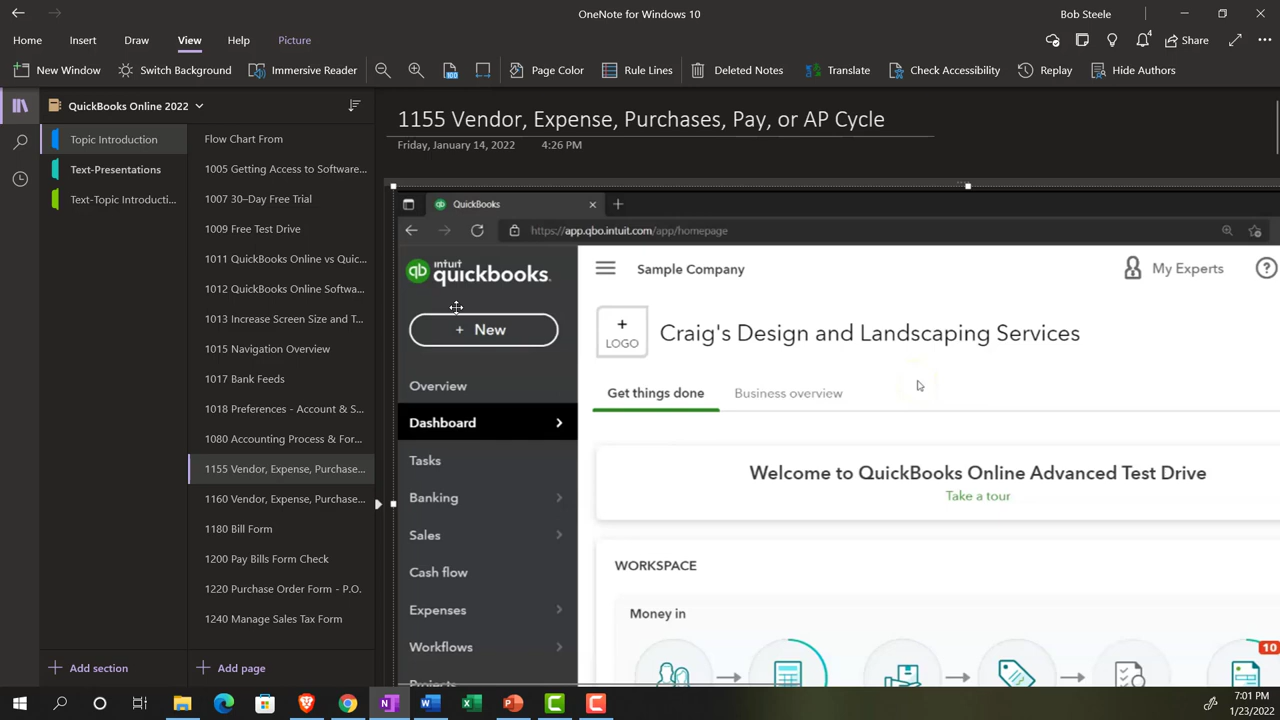 OneNote for Windows 10
Bob Steele
Home
Insert
Draw
View
Help
Picture
Share
New Window
Switch Background
Immersive Reader
Page Color
Rule Lines
Deleted Notes
Translate
Check Accessibility
Replay
Hide Authors
QuickBooks Online 2022
Topic Introduction
Text-Presentations
Text-Topic Introducti...
Flow Chart From
1005 Getting Access to Software...
1007 30–Day Free Trial
1009 Free Test Drive
1011 QuickBooks Online vs Quic...
1012 QuickBooks Online Softwa...
1013 Increase Screen Size and T...
1015 Navigation Overview
1017 Bank Feeds
1018 Preferences - Account & S...
1080 Accounting Process & For...
1155 Vendor, Expense, Purchase...
1160 Vendor, Expense, Purchase...
1180 Bill Form
1200 Pay Bills Form Check
1220 Purchase Order Form - P.O.
1240 Manage Sales Tax Form
Add section
Add page
1155 Vendor, Expense, Purchases, Pay, or AP Cycle
Friday, January 14, 2022 4:26 PM
QuickBooks
https://app.qbo.intuit.com/app/homepage
qb intuit quickbooks.
Sample Company
My Experts
+ New
+ LOGO
Craig's Design and Landscaping Services
Overview
Dashboard
Tasks
Banking
Sales
Cash flow
Expenses
Workflows
Projects
Get things done
Business overview
Welcome to QuickBooks Online Advanced Test Drive
Take a tour
WORKSPACE
Money in
10
7:01 PM
1/23/2022